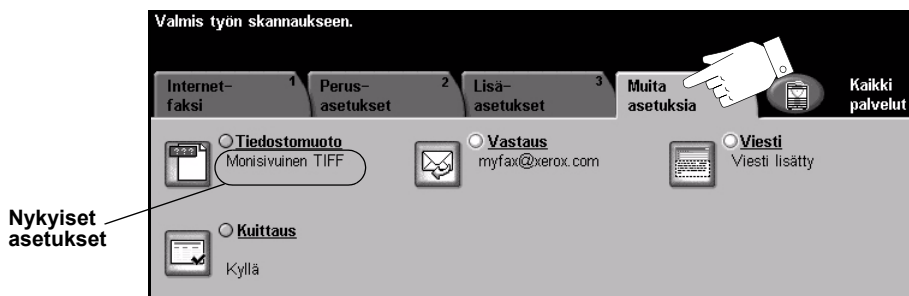 Valmis työn skannaukseen.
Internet- 1
faksi
Perus- 2
asetukset
Lisä- 3
asetukset
Muita
asetuksia
Kaikki
palvelut
Tiedostomuoto
Monisivuinen TIFF
Vastaus
myfax@xerox.com
Viesti
Viesti lisätty
Nykyiset
asetukset
Kuittaus
Kyllä